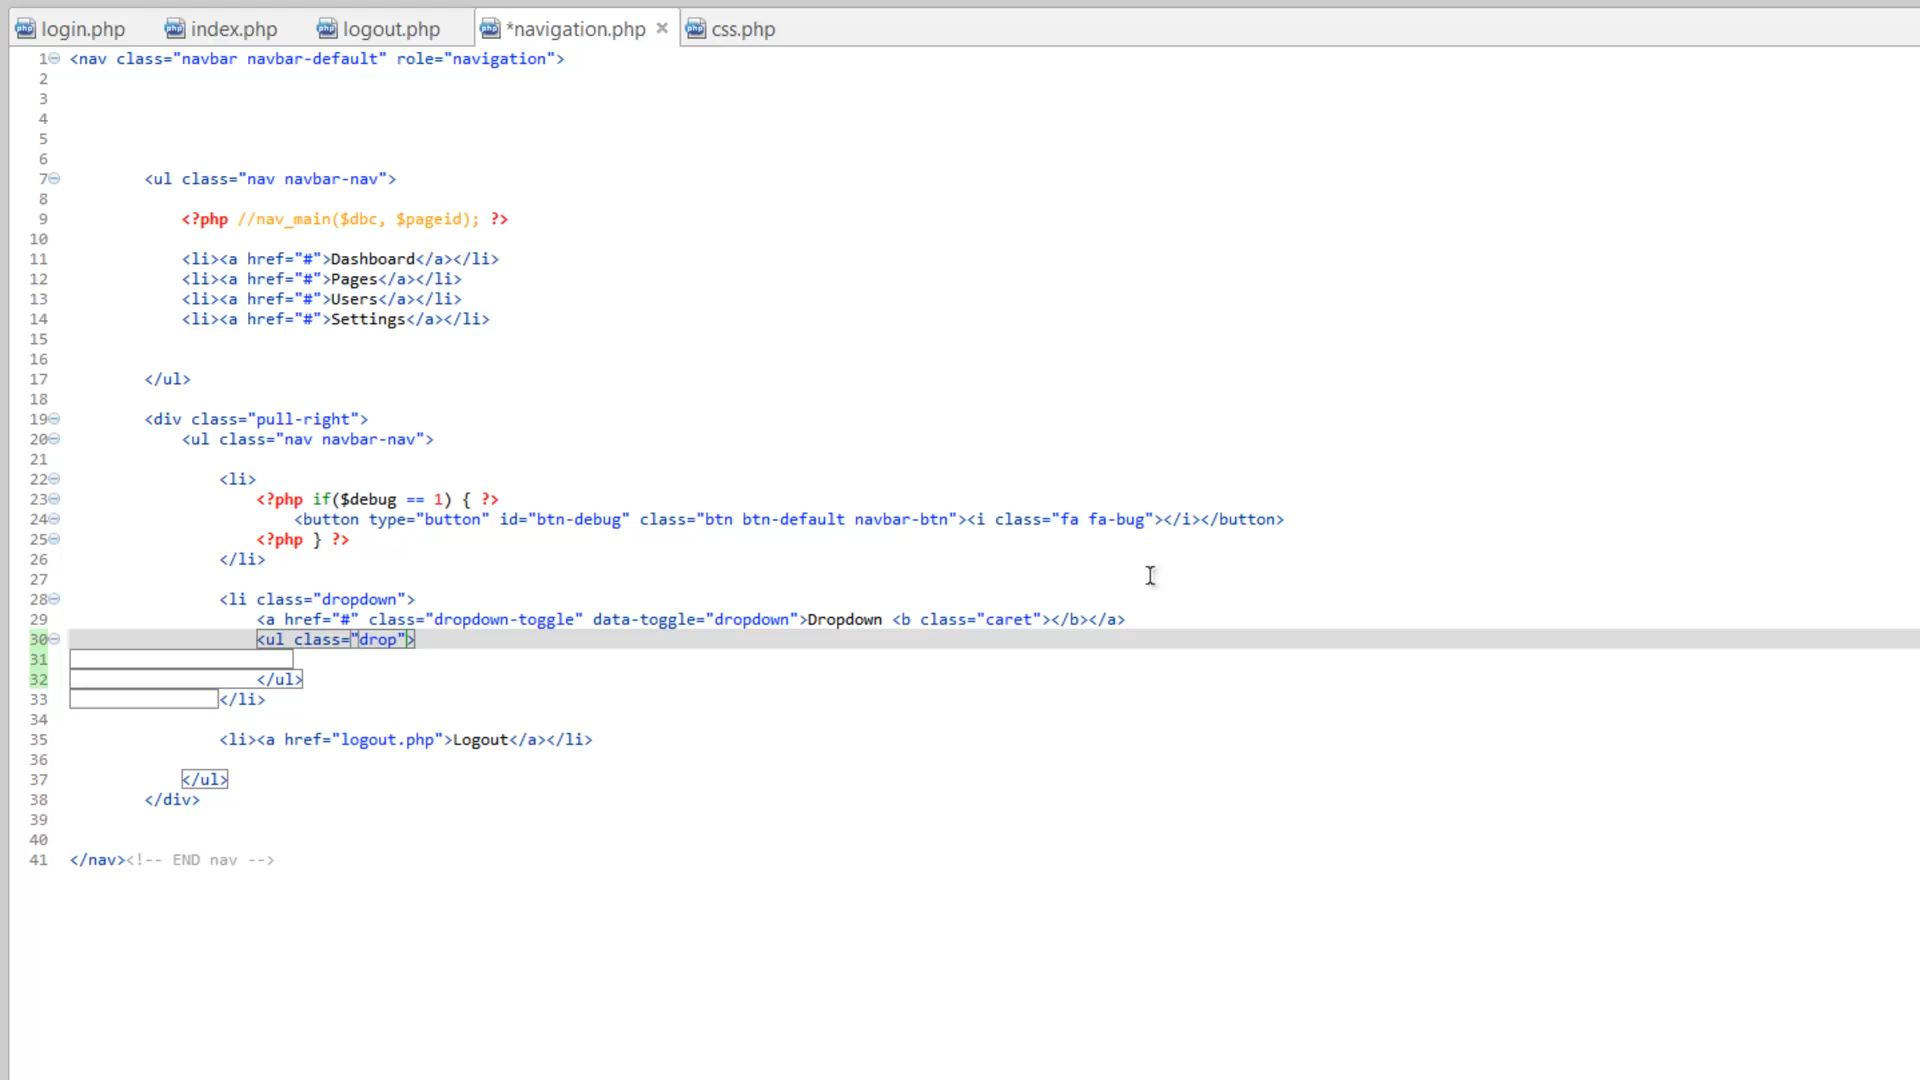 login.php index.php logout.php *navigation.php css.php
1 <nav class="navbar navbar-default" role="navigation">
2
3
4
5
6
7 <ul class="nav navbar-nav">
8
9 <?php //nav_main($dbc, $pageid); ?>
10
11 <li><a href="#">Dashboard</a></li>
12 <li><a href="#">Pages</a></li>
13 <li><a href="#">Users</a></li>
14 <li><a href="#">Settings</a></li>
15
16
17 </ul>
18
19 <div class="pull-right">
20 <ul class="nav navbar-nav">
21
22 <li>
23 <?php if($debug == 1) { ?>
24 <button type="button" id="btn-debug" class="btn btn-default navbar-btn"><i class="fa fa-bug"></i></button>
25 <?php } ?>
26 </li>
27
28 <li class="dropdown">
29 <a href="#" class="dropdown-toggle" data-toggle="dropdown">Dropdown <b class="caret"></b></a>
30 <ul class="drop">
31
32 </ul>
33 </li>
34
35 <li><a href="logout.php">Logout</a></li>
36
37 </ul>
38 </div>
39
40
41 </nav><!-- END nav -->